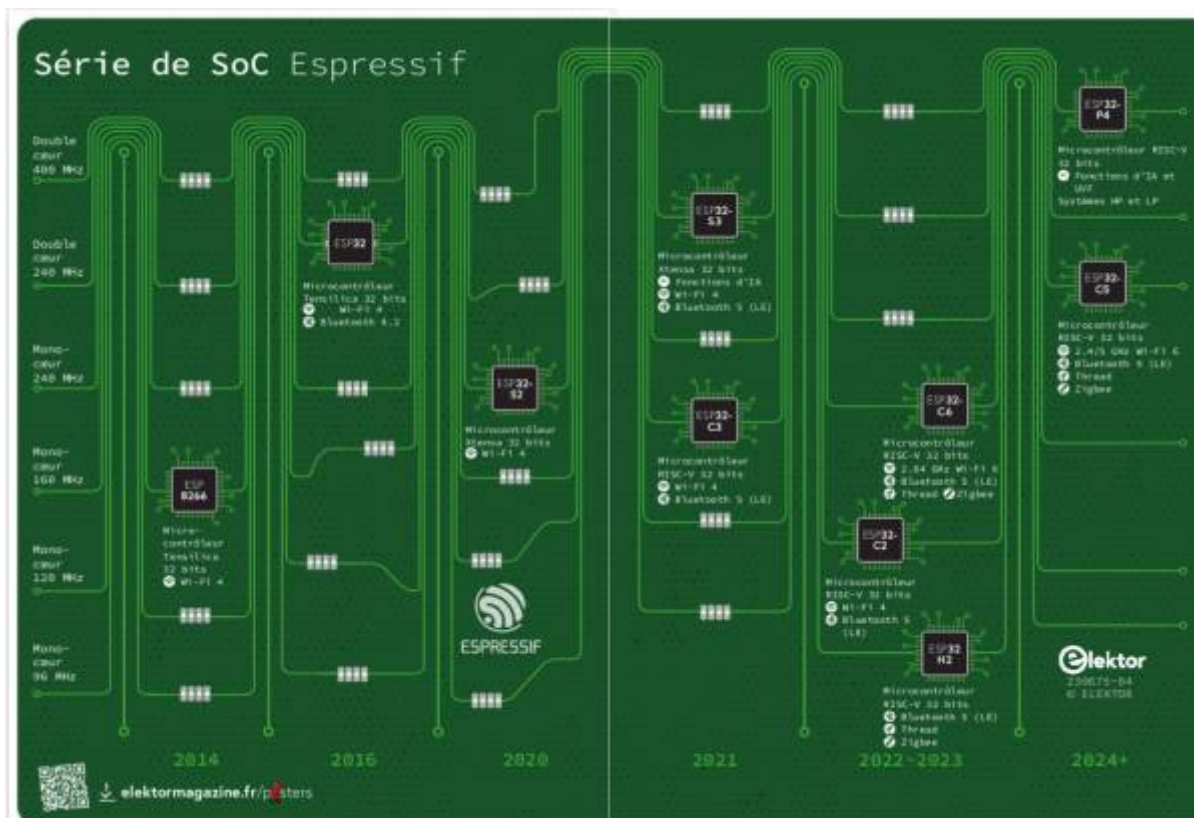 Série de SoC Espressif
Double
cœur
400 MHz
Double
cœur
240 MHz
Mono-
cœur
240 MHz
Mono-
cœur
160 MHz
Mono-
cœur
120 MHz
Mono-
cœur
96 MHz
ESP
8266
Micro-
contrôleur
Tensilica
32 bits
Wi-Fi 4
2014
ESP32
Microcontrôleur
Tensilica 32 bits
Wi-Fi 4
Bluetooth 4.2
2016
ESP32-
S2
Microcontrôleur
Xtensa 32 bits
Wi-Fi 4
ESPRESSIF
2020
ESP32-
S3
Microcontrôleur
Xtensa 32 bits
Fonctions d'IA
Wi-Fi 4
Bluetooth 5 (LE)
ESP32-
C3
Microcontrôleur
RISC-V 32 bits
Wi-Fi 4
Bluetooth 5 (LE)
2021
ESP32-
C6
Microcontrôleur
RISC-V 32 bits
GHz Wi-Fi 6
Bluetooth 5 (LE)
Thread Zigbee
ESP32-
C2
Microcontrôleur
RISC-V 32 bits
Wi-Fi 4
Bluetooth 5
(LE)
ESP32
H2
Microcontrôleur
RISC-V 32 bits
Bluetooth 5 (LE)
Thread
Zigbee
2022-2023
ESP32-
P4
Microcontrôleur RISC-V
32 bits
Fonctions d'IA et
Systèmes HP et LP
ESP32-
C5
Microcontrôleur
RISC-V 32 bits
2.4/5 GHz Wi-Fi 6
Bluetooth 5 (LE)
Thread
Zigbee
elektor
230675-04
© ELEKTOR
2024+
elektormagazine.fr/posters